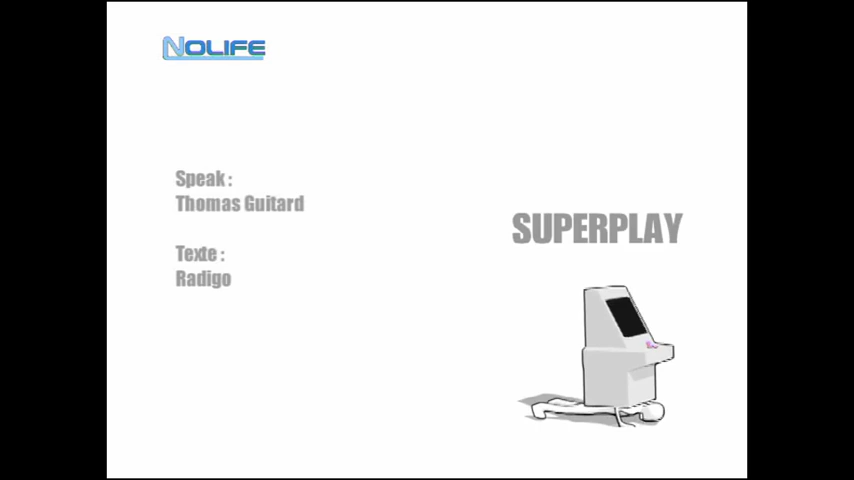 NOLIFE
Speak :
Thomas Guitard
Texte :
Radigo
SUPERPLAY